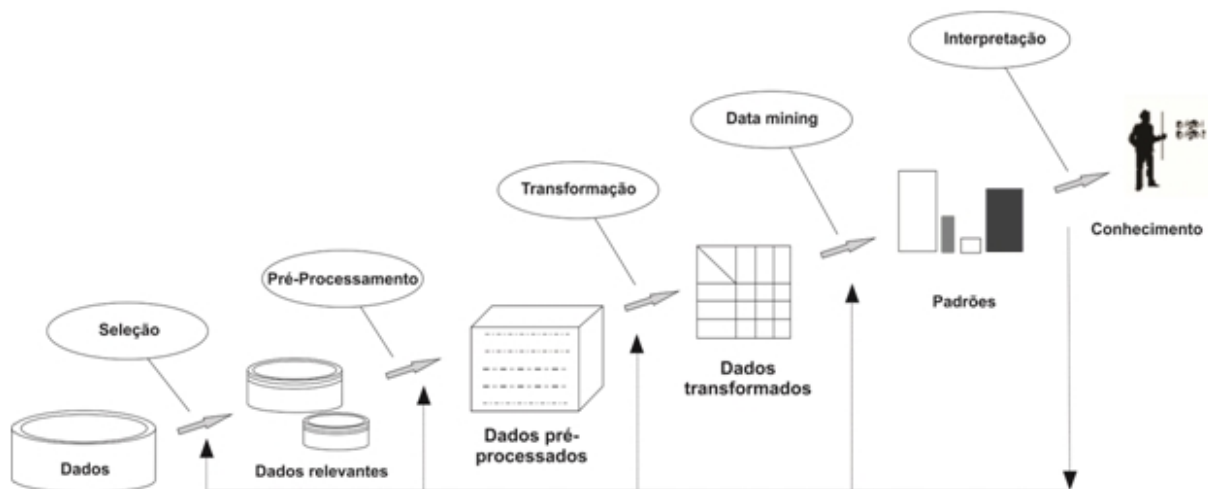 Interpretação
Data mining
Transformação
Conhecimento
Pré-Processamento
Padrões
Seleção
Dados
transformados
Dados pré-
processados
Dados
Dados relevantes